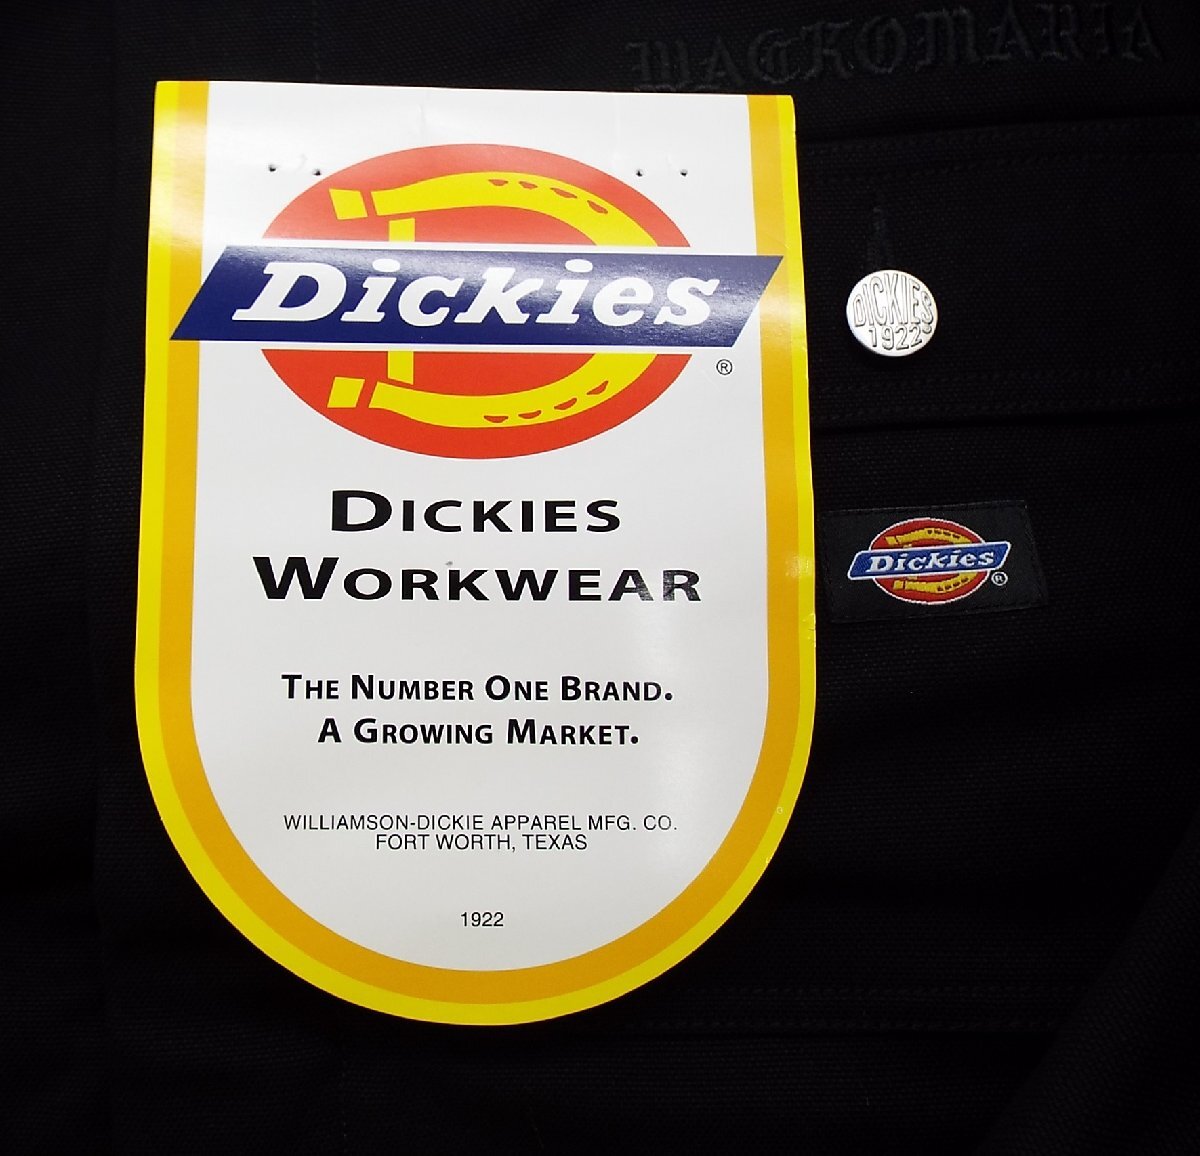 WACKOMARIA
Dickies
®
DICKIES
WORKWEAR
THE NUMBER ONE BRAND.
A GROWING MARKET.
WILLIAMSON-DICKIE APPAREL MFG. CO.
FORT WORTH, TEXAS
1922
DICKIES
1922
Dickies
®